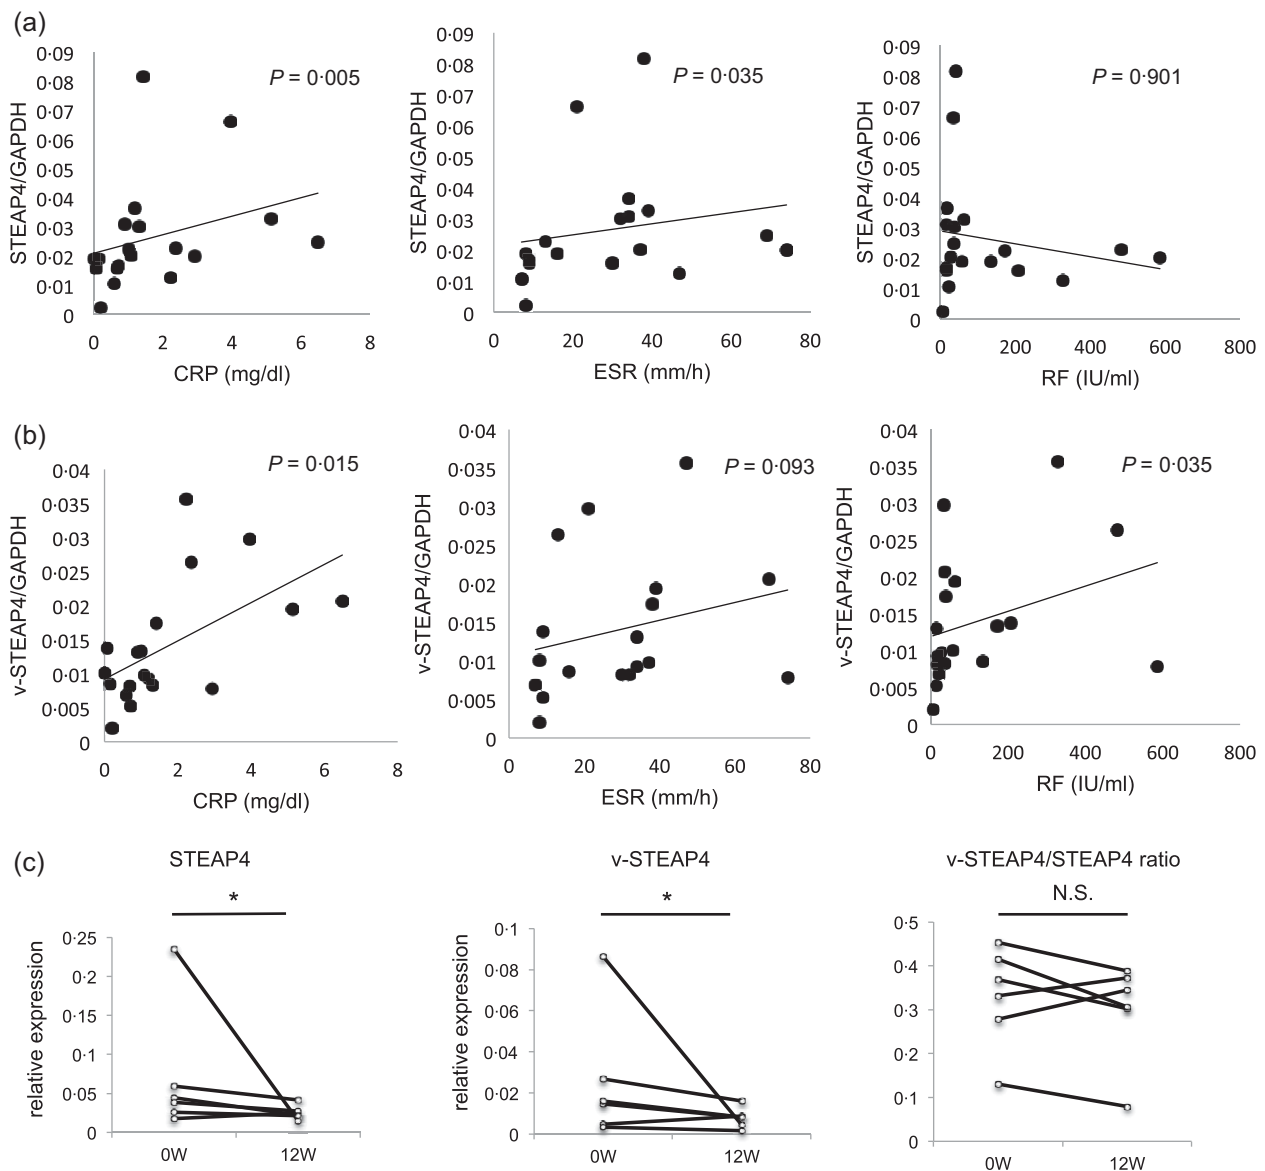 (a)
STEAP4/GAPDH
0·09
0·08
0·07
0·06
0·05
0·04
0·03
0·02
0·01
0
P = 0·005
0 2 4 6 8
CRP (mg/dl)
STEAP4/GAPDH
0·09
0·08
0·07
0·06
0·05
0·04
0·03
0·02
0·01
0
P = 0·035
0 20 40 60 80
ESR (mm/h)
STEAP4/GAPDH
0·09
0·08
0·07
0·06
0·05
0·04
0·03
0·02
0·01
0
P = 0·901
0 200 400 600 800
RF (IU/ml)
(b)
v-STEAP4/GAPDH
0·04
0·035
0·03
0·025
0·02
0·015
0·01
0·005
0
P = 0·015
0 2 4 6 8
CRP (mg/dl)
v-STEAP4/GAPDH
0·04
0·035
0·03
0·025
0·02
0·015
0·01
0·005
0
P = 0·093
0 20 40 60 80
ESR (mm/h)
v-STEAP4/GAPDH
0·04
0·035
0·03
0·025
0·02
0·015
0·01
0·005
0
P = 0·035
0 200 400 600 800
RF (IU/ml)
(c)
STEAP4
*
relative expression
0·25
0·2
0·15
0·1
0·05
0
0W 12W
v-STEAP4
*
relative expression
0·1
0·08
0·06
0·04
0·02
0
0W 12W
v-STEAP4/STEAP4 ratio
N.S.
0·5
0·4
0·3
0·2
0·1
0
0W 12W